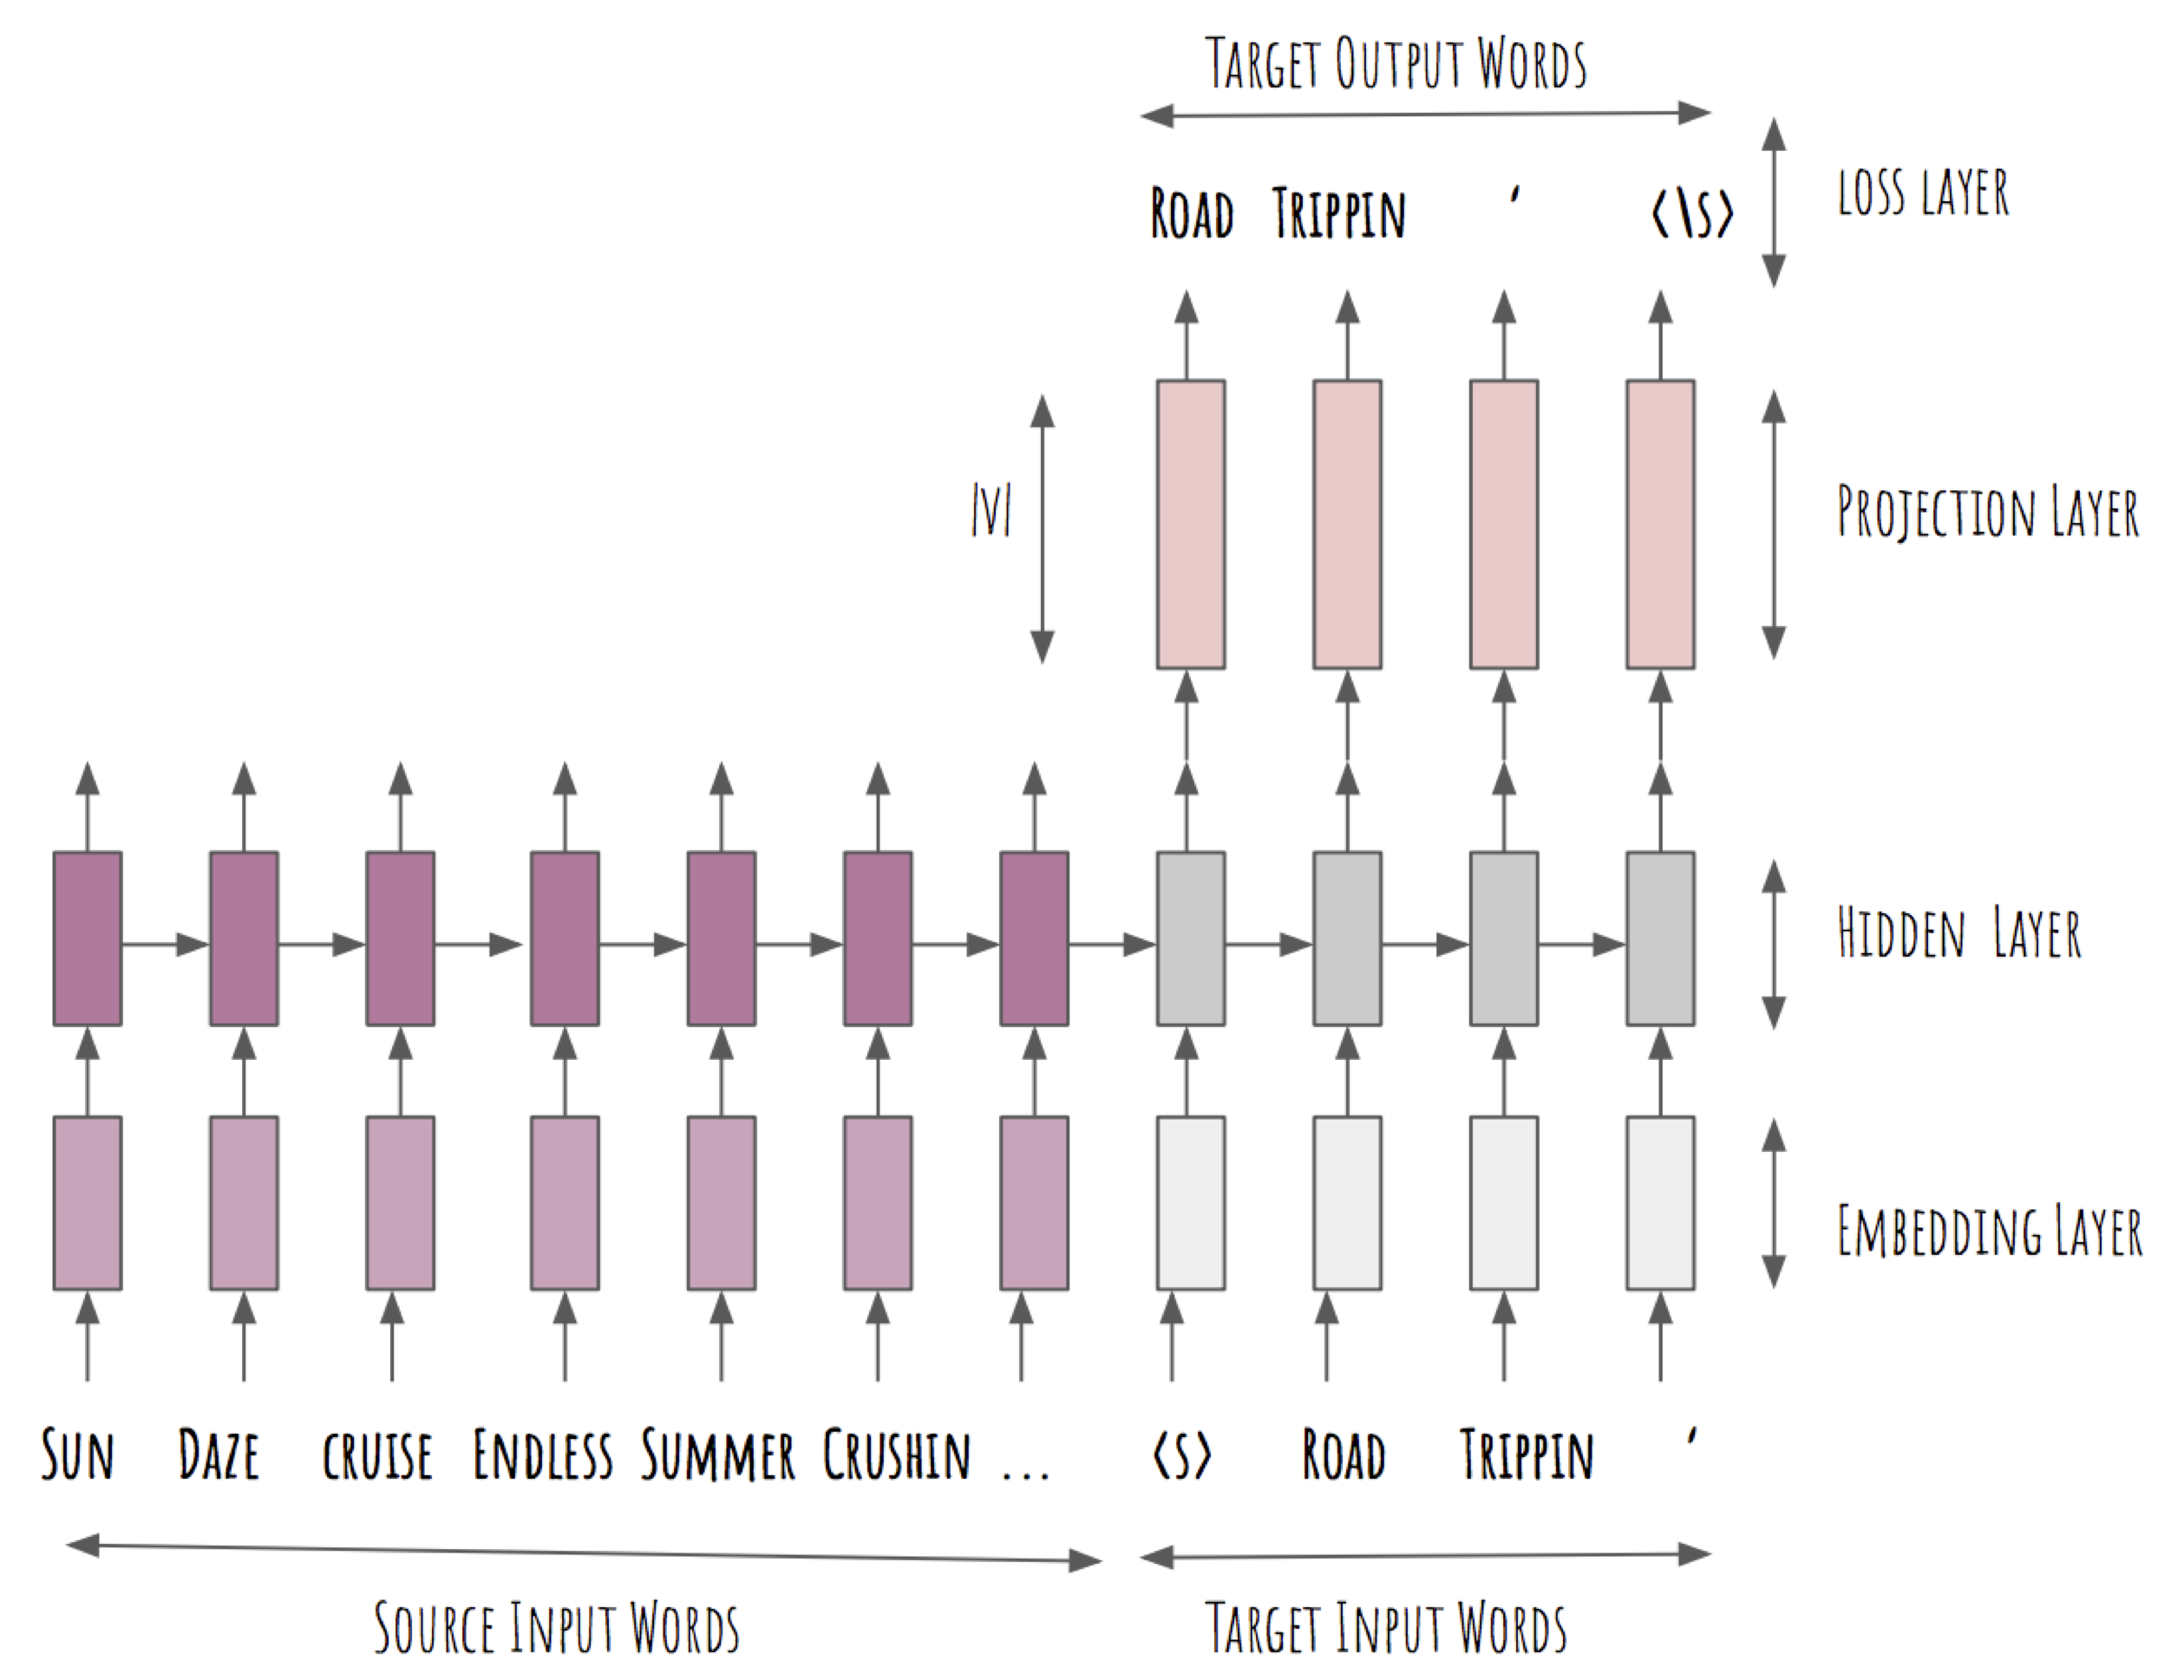 TARGET OUTPUT WORDS
ROAD TRIPPIN ‘ <\S>
LOSS LAYER
|V|
PROJECTION LAYER
HIDDEN LAYER
EMBEDDING LAYER
SUN DAZE CRUISE ENDLESS SUMMER CRUSHIN ... <S> ROAD TRIPPIN ‘
SOURCE INPUT WORDS
TARGET INPUT WORDS